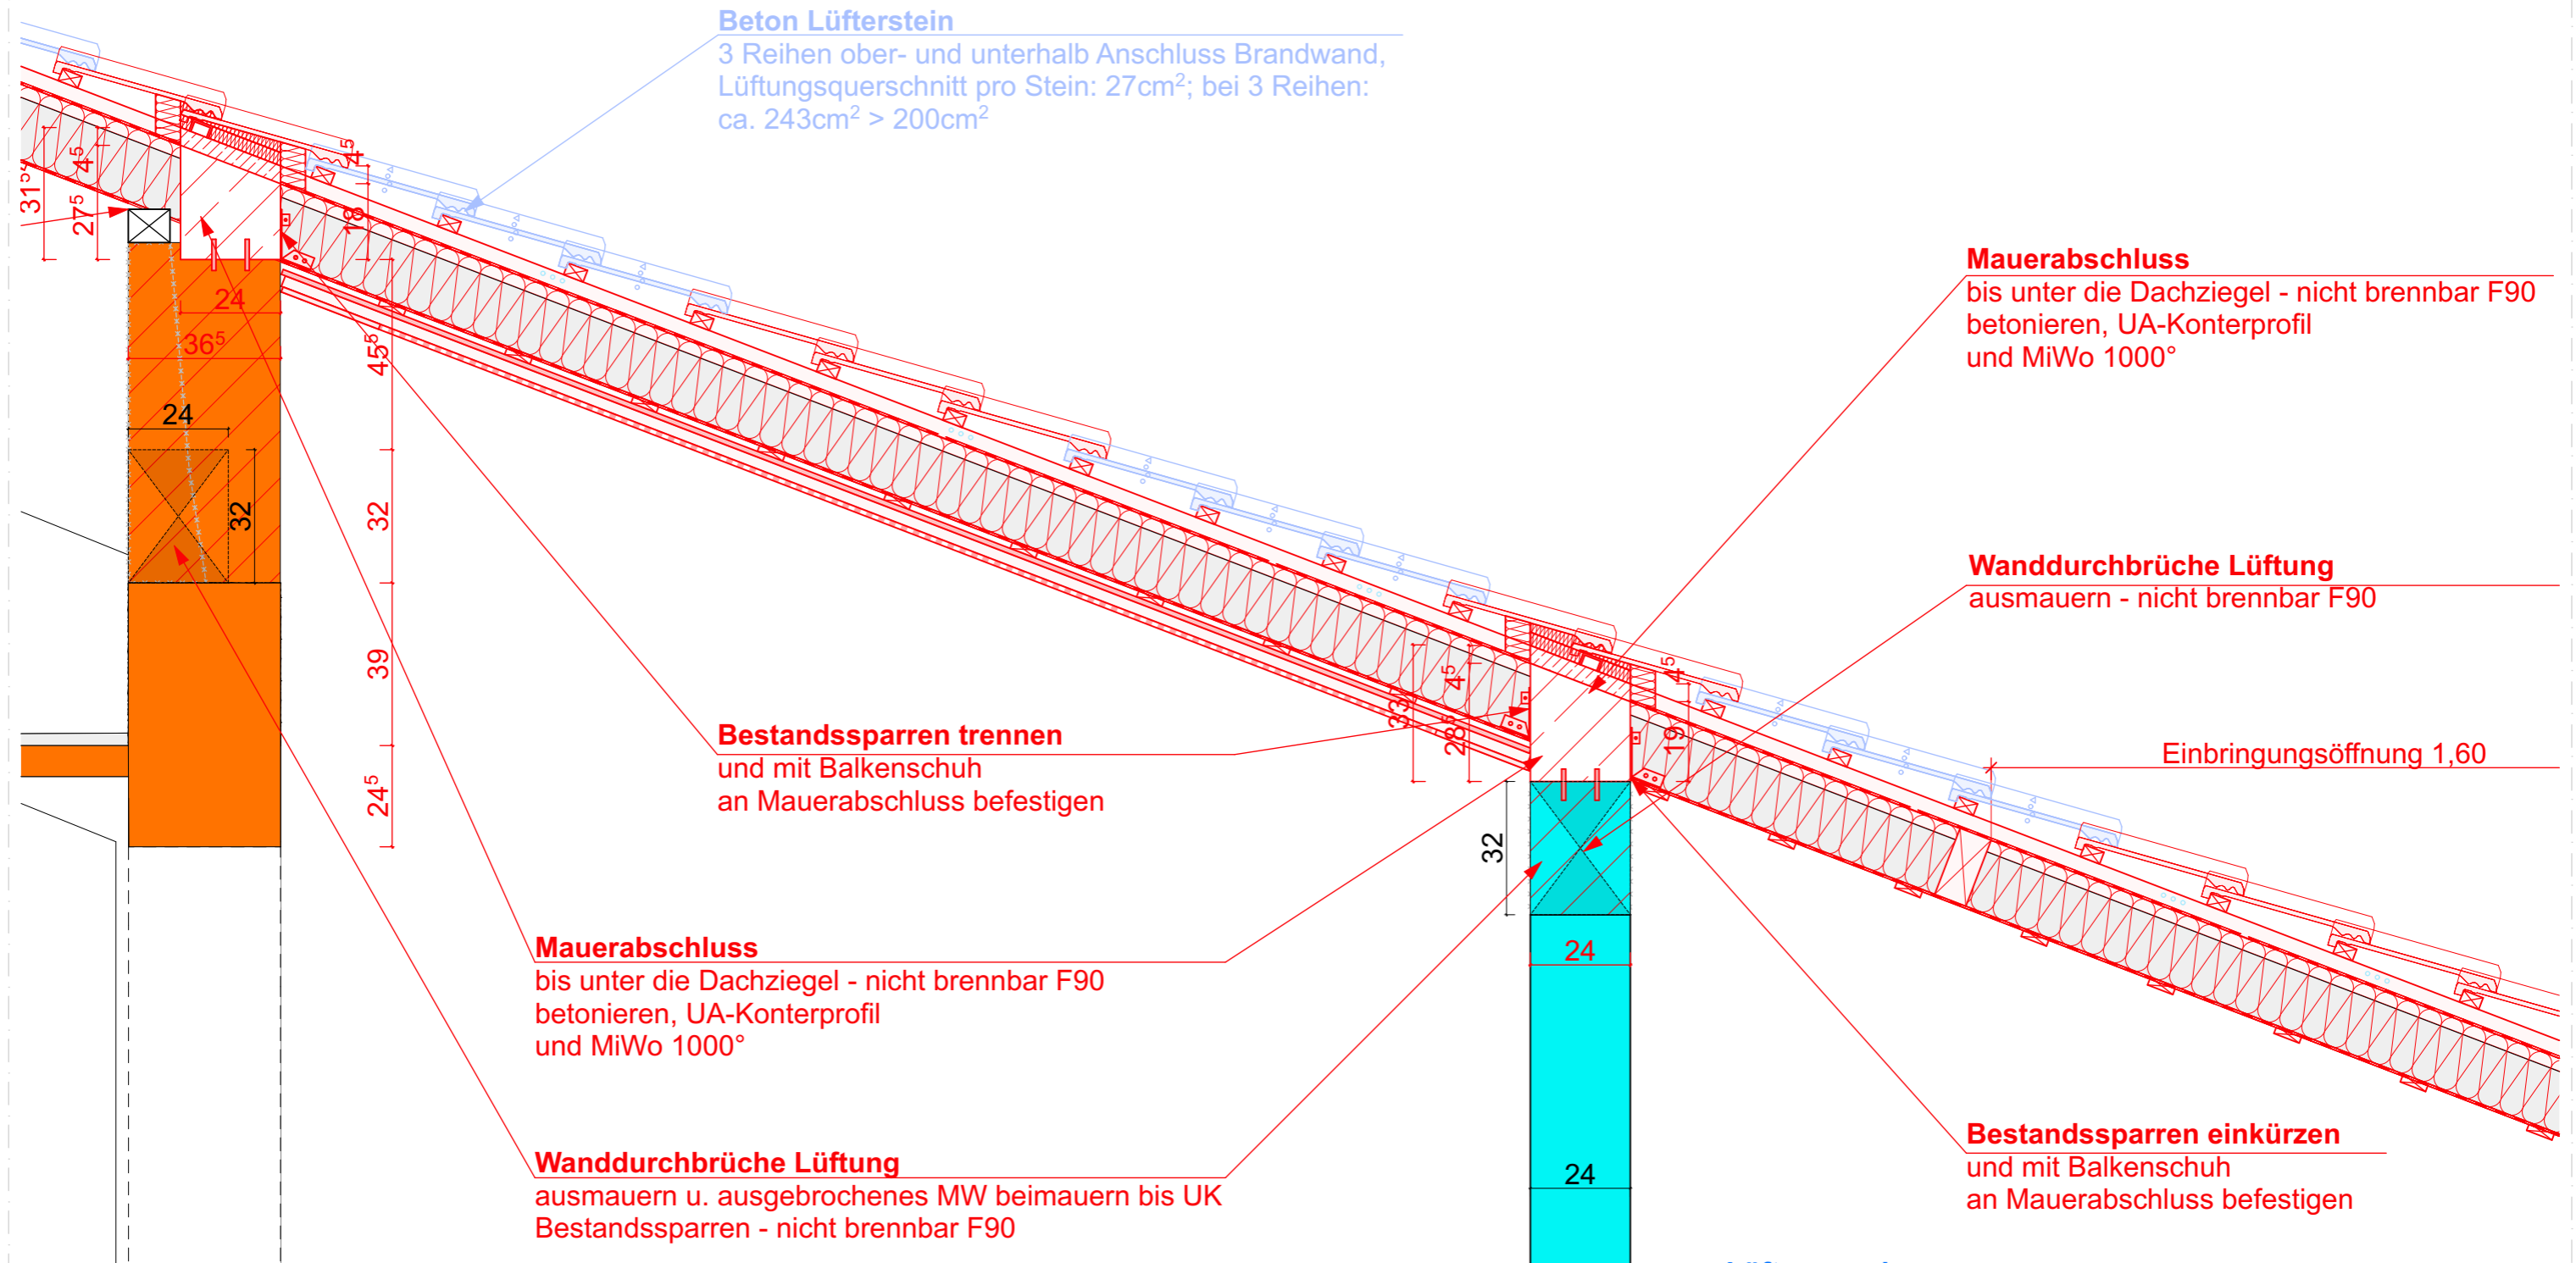 Beton Lüfterstein
3 Reihen ober- und unterhalb Anschluss Brandwand,
Lüftungsquerschnitt pro Stein: 27cm²; bei 3 Reihen:
ca. 243cm² > 200cm²
4⁵
18
4⁵
27⁵
24
36⁵
24
32
45⁵
32
39
24⁵
Mauerabschluss
bis unter die Dachziegel - nicht brennbar F90
betonieren, UA-Konterprofil
und MiWo 1000°
Wanddurchbrüche Lüftung
ausmauern - nicht brennbar F90
Einbringungsöffnung 1,60
Bestandssparren trennen
und mit Balkenschuh
an Mauerabschluss befestigen
4⁵
28⁵
4⁵
19
32
24
24
Mauerabschluss
bis unter die Dachziegel - nicht brennbar F90
betonieren, UA-Konterprofil
und MiWo 1000°
Wanddurchbrüche Lüftung
ausmauern u. ausgebrochenes MW beimauern bis UK
Bestandssparren - nicht brennbar F90
Bestandssparren einkürzen
und mit Balkenschuh
an Mauerabschluss befestigen